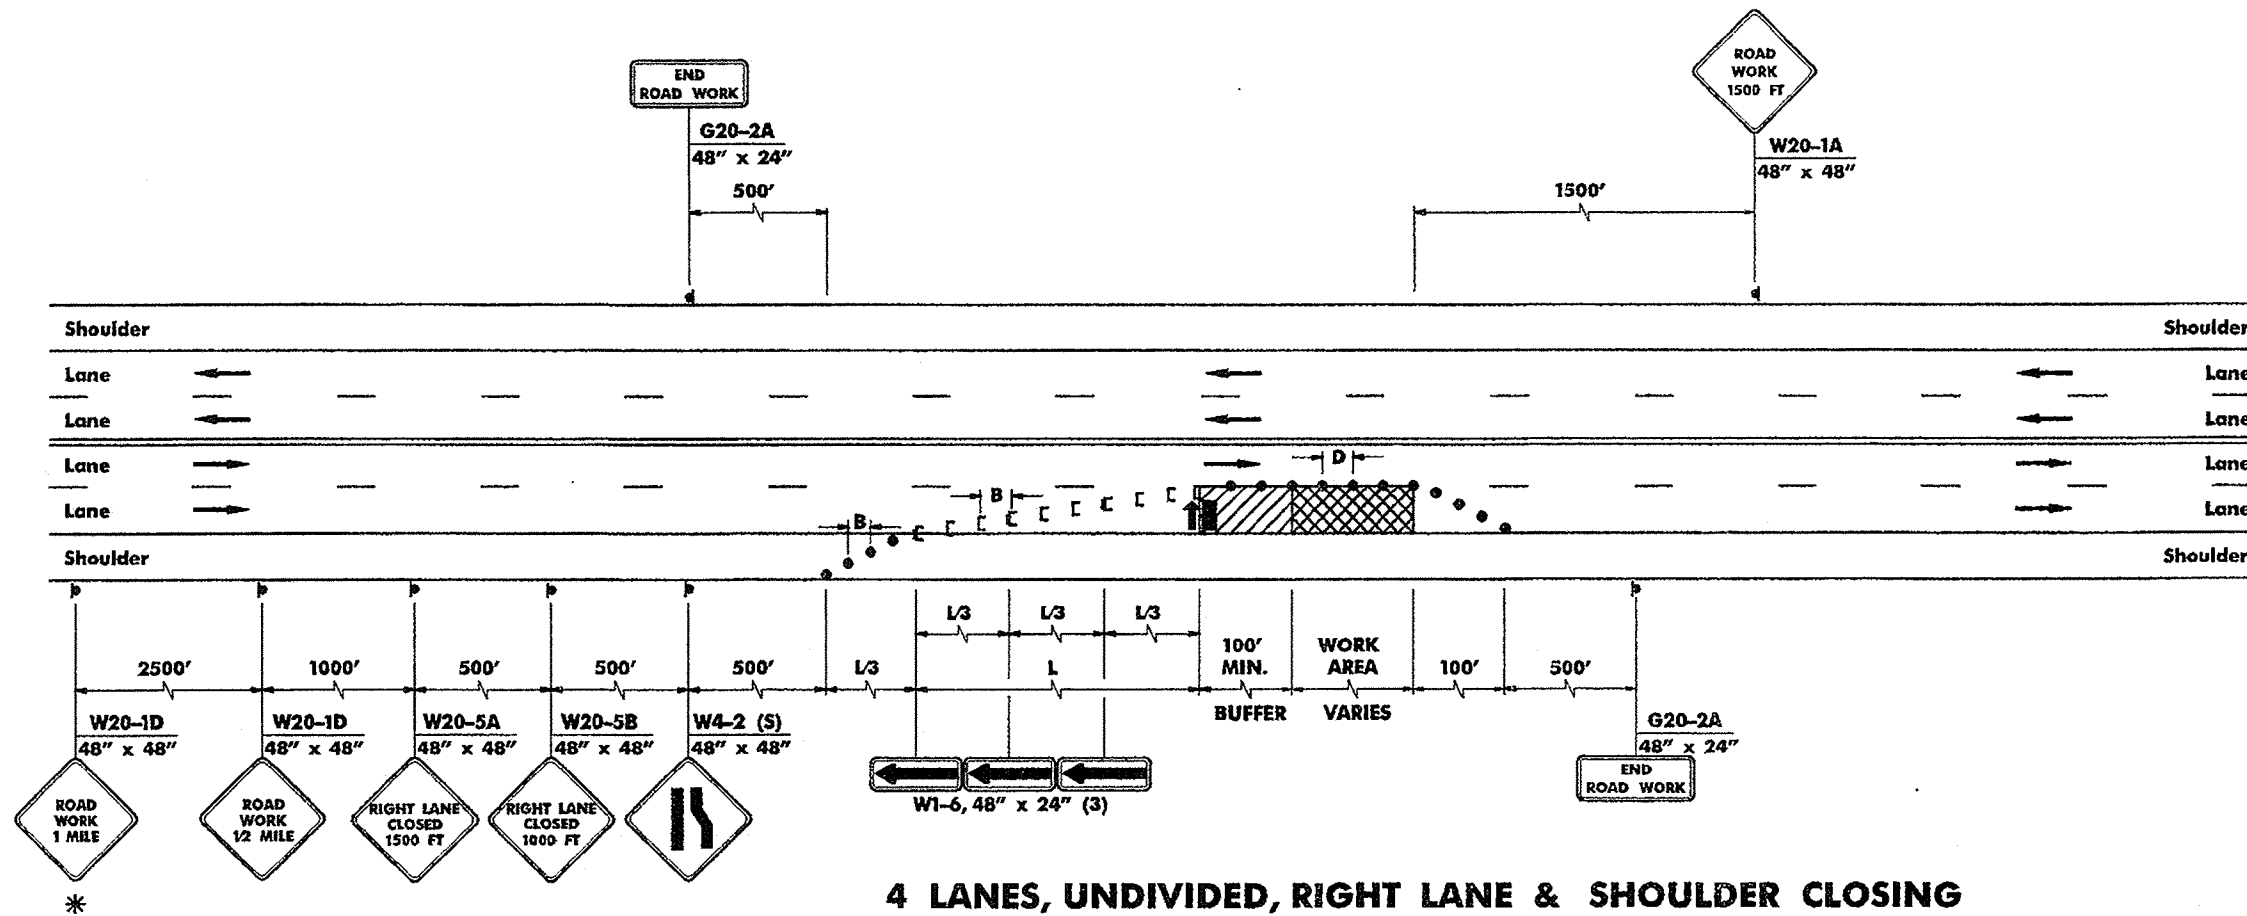 END
ROAD WORK
G20-2A
48" x 24"
500'
ROAD
WORK
1500 FT
W20-1A
48" x 48"
1500'
Shoulder
Shoulder
Lane
Lane
Lane
Lane
Lane
Lane
D
B
Lane
Lane
B
Shoulder
Shoulder
L/3
L/3
L/3
2500'
1000'
500'
500'
500'
L/3
L
100'
MIN.
BUFFER
WORK
AREA
VARIES
100'
500'
W20-1D
48" x 48"
W20-1D
48" x 48"
W20-5A
48" x 48"
W20-5B
48" x 48"
W4-2 (S)
48" x 48"
G20-2A
48" x 24"
ROAD
WORK
1 MILE
ROAD
WORK
1/2 MILE
RIGHT LANE
CLOSED
1500 FT
RIGHT LANE
CLOSED
1000 FT
W1-6, 48" x 24" (3)
END
ROAD WORK
*
4 LANES, UNDIVIDED, RIGHT LANE & SHOULDER CLOSING